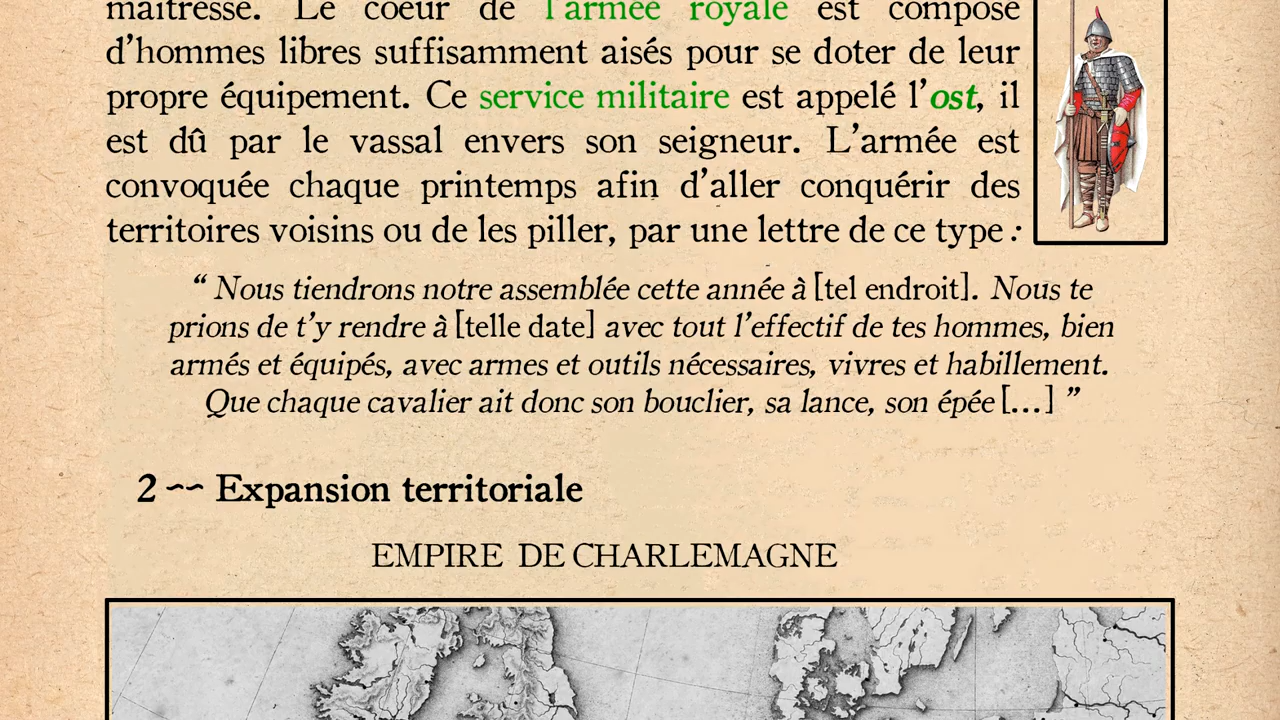 maîtresse. Le coeur de l'armée royale est composé
d'hommes libres suffisamment aisés pour se doter de leur
propre équipement. Ce service militaire est appelé l'ost, il
est dû par le vassal envers son seigneur. L'armée est
convoquée chaque printemps afin d'aller conquérir des
territoires voisins ou de les piller, par une lettre de ce type :
“ Nous tiendrons notre assemblée cette année à [tel endroit]. Nous te
prions de t'y rendre à [telle date] avec tout l'effectif de tes hommes, bien
armés et équipés, avec armes et outils nécessaires, vivres et habillement.
Que chaque cavalier ait donc son bouclier, sa lance, son épée [...] ”
2 ~~ Expansion territoriale
EMPIRE DE CHARLEMAGNE